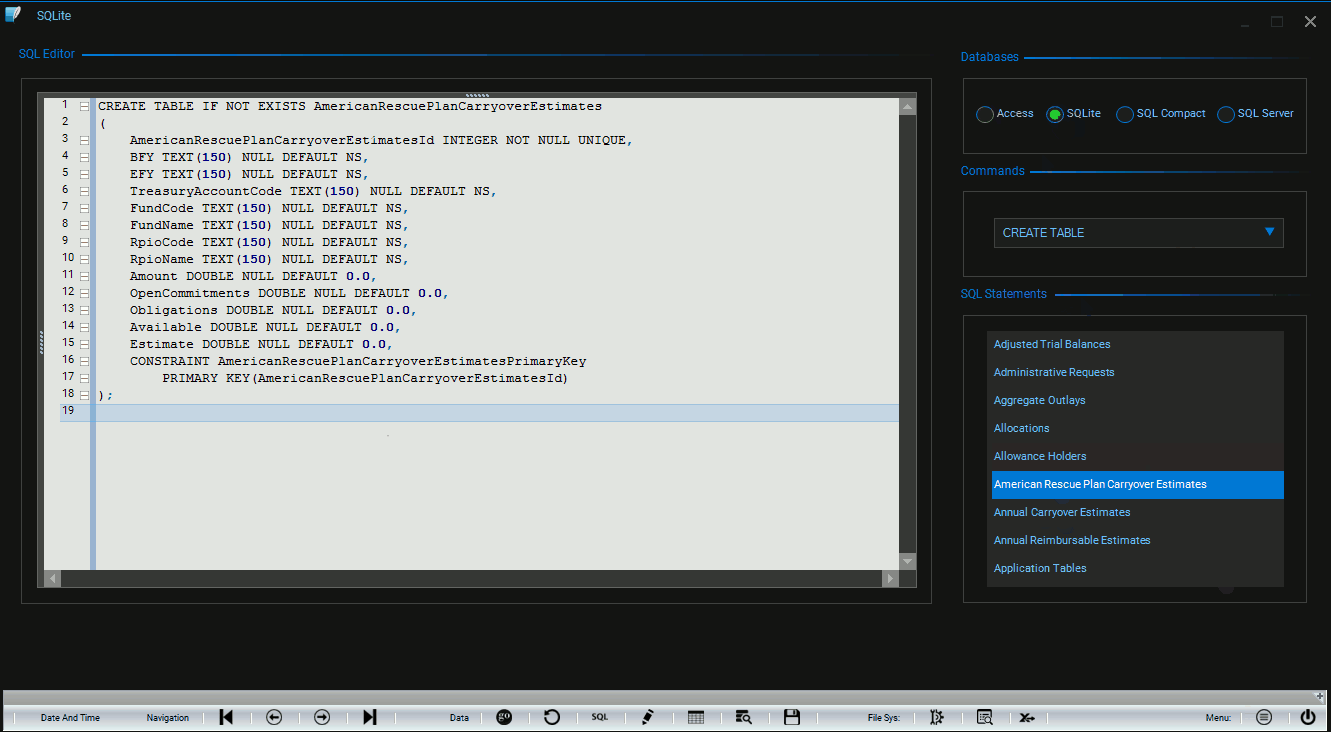 SQLite
SQL Editor
1 CREATE TABLE IF NOT EXISTS AmericanRescuePlanCarryoverEstimates
2 (
3 AmericanRescuePlanCarryoverEstimatesId INTEGER NOT NULL UNIQUE,
4 BFY TEXT(150) NULL DEFAULT NS,
5 EFY TEXT(150) NULL DEFAULT NS,
6 TreasuryAccountCode TEXT(150) NULL DEFAULT NS,
7 FundCode TEXT(150) NULL DEFAULT NS,
8 FundName TEXT(150) NULL DEFAULT NS,
9 RpioCode TEXT(150) NULL DEFAULT NS,
10 RpioName TEXT(150) NULL DEFAULT NS,
11 Amount DOUBLE NULL DEFAULT 0.0,
12 OpenCommitments DOUBLE NULL DEFAULT 0.0,
13 Obligations DOUBLE NULL DEFAULT 0.0,
14 Available DOUBLE NULL DEFAULT 0.0,
15 Estimate DOUBLE NULL DEFAULT 0.0,
16 CONSTRAINT AmericanRescuePlanCarryoverEstimatesPrimaryKey
17 PRIMARY KEY(AmericanRescuePlanCarryoverEstimatesId)
18 );
19
Databases
Access SQLite SQL Compact SQL Server
Commands
CREATE TABLE
SQL Statements
Adjusted Trial Balances
Administrative Requests
Aggregate Outlays
Allocations
Allowance Holders
American Rescue Plan Carryover Estimates
Annual Carryover Estimates
Annual Reimbursable Estimates
Application Tables
Date And Time Navigation Data go SQL File Sys: Menu: